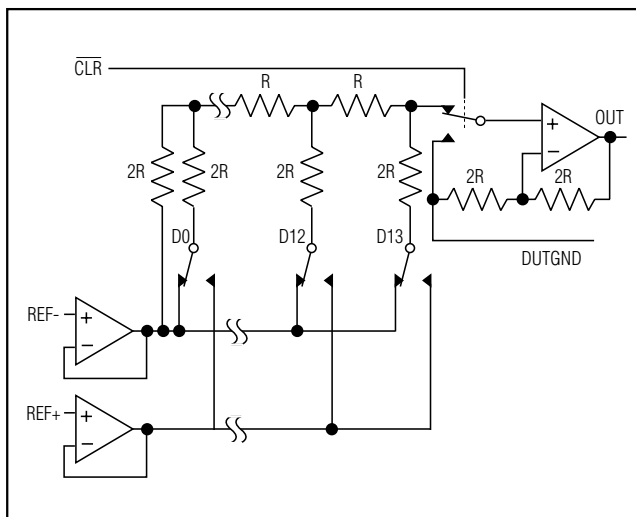 CLR
R R
OUT
2R 2R 2R 2R
2R 2R
D0 D12 D13
DUTGND
REF-
REF+